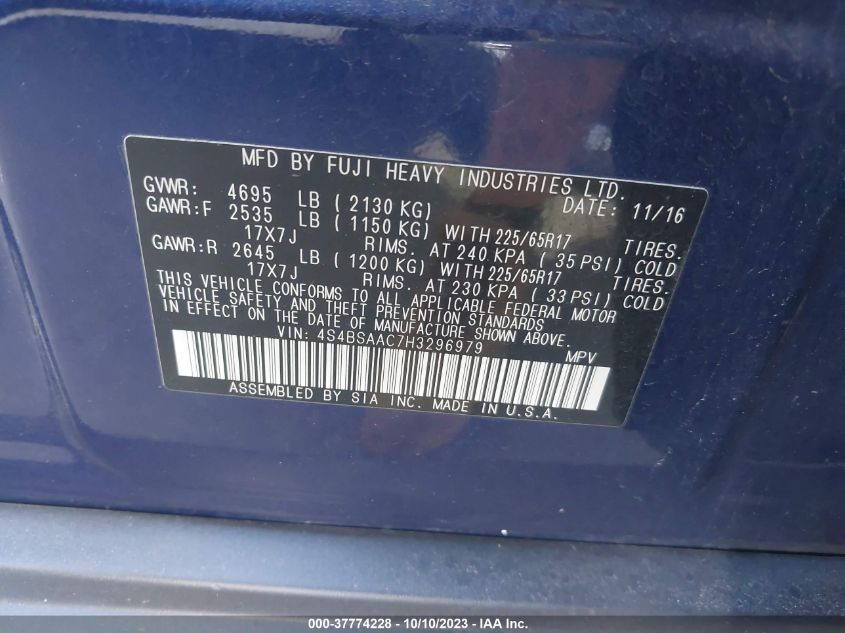 MFD BY FUJI HEAVY INDUSTRIES LTD.
GVWR: 4695 LB ( 2130 KG) DATE: 11/16
GAWR:F 2535 LB ( 1150 KG) WITH 225/65R17 TIRES.
17X7J RIMS. AT 240 KPA ( 35 PSI) COLD
GAWR:R 2645 LB ( 1200 KG) WITH 225/65R17 TIRES.
17X7J RIMS. AT 230 KPA ( 33 PSI) COLD
THIS VEHICLE CONFORMS TO ALL APPLICABLE FEDERAL MOTOR
VEHICLE SAFETY AND THEFT PREVENTION STANDARDS
IN EFFECT ON THE DATE OF MANUFACTURE SHOWN ABOVE.
VIN: 4S4BSAAC7H3296979 MPV
ASSEMBLED BY SIA INC. MADE IN U.S.A.
000-37774228 - 10/10/2023 - IAA Inc.